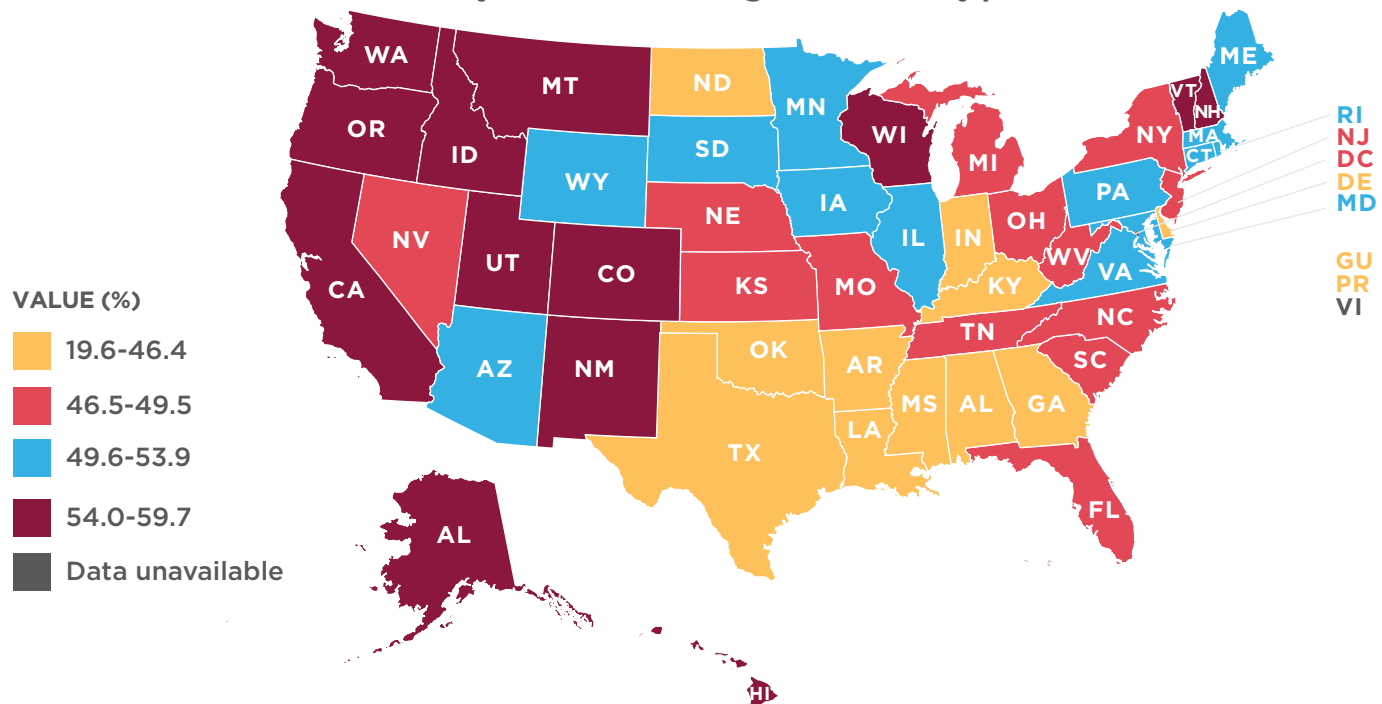 WA
MT
ND
MN
ME
VT
NH
OR
ID
SD
WI
MI
NY
MA
CT
RI
NJ
DC
DE
MD
WY
IA
PA
NE
NV
UT
CO
IL
IN
OH
WV
VA
KY
CA
KS
MO
GU
PR
VI
TN
NC
SC
AZ
NM
OK
AR
MS
AL
GA
LA
TX
FL
AL
HI
VALUE (%)
19.6-46.4
46.5-49.5
49.6-53.9
54.0-59.7
Data unavailable